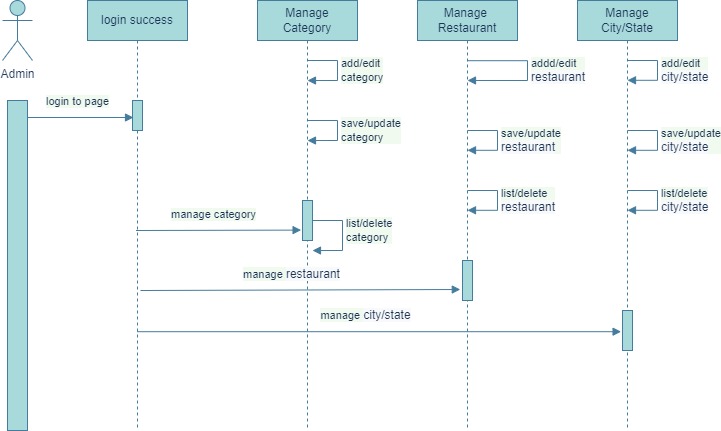 login success
Manage
Category
Manage
Restaurant
Manage
City/State
Admin
add/edit
category
addd/edit
restaurant
add/edit
city/state
login to page
save/update
category
save/update
restaurant
save/update
city/state
list/delete
restaurant
list/delete
city/state
manage category
list/delete
category
manage restaurant
manage city/state